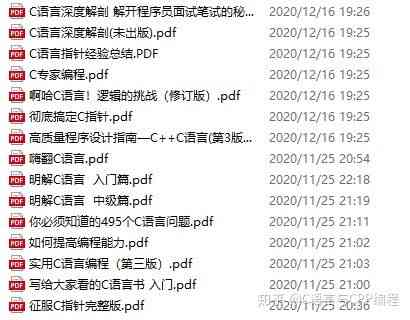 C语言深度解剖 解开程序员面试笔试的秘... 2020/12/16 19:26
C语言深度解剖(未出版).pdf 2020/12/16 19:25
C语言指针经验总结.PDF 2020/12/16 19:26
C专家编程.pdf 2020/12/16 19:26
啊哈C语言！逻辑的挑战（修订版）.pdf 2020/12/16 19:26
彻底搞定C指针.pdf 2020/12/16 19:26
高质量程序设计指南—C++C语言(第3版... 2020/12/16 19:25
嗨翻C语言.pdf 2020/11/25 20:54
明解C语言 入门篇.pdf 2020/11/25 22:18
明解C语言 中级篇.pdf 2020/11/25 21:19
你必须知道的495个C语言问题.pdf 2020/11/25 21:11
如何提高编程能力.pdf 2020/11/25 21:02
实用C语言编程（第三版）.pdf 2020/11/25 21:03
写给大家看的C语言书 入门.pdf 2020/11/25 21:00
征服C指针完整版.pdf 2020/11/25 20:36
知乎 @C语言与CPP编程